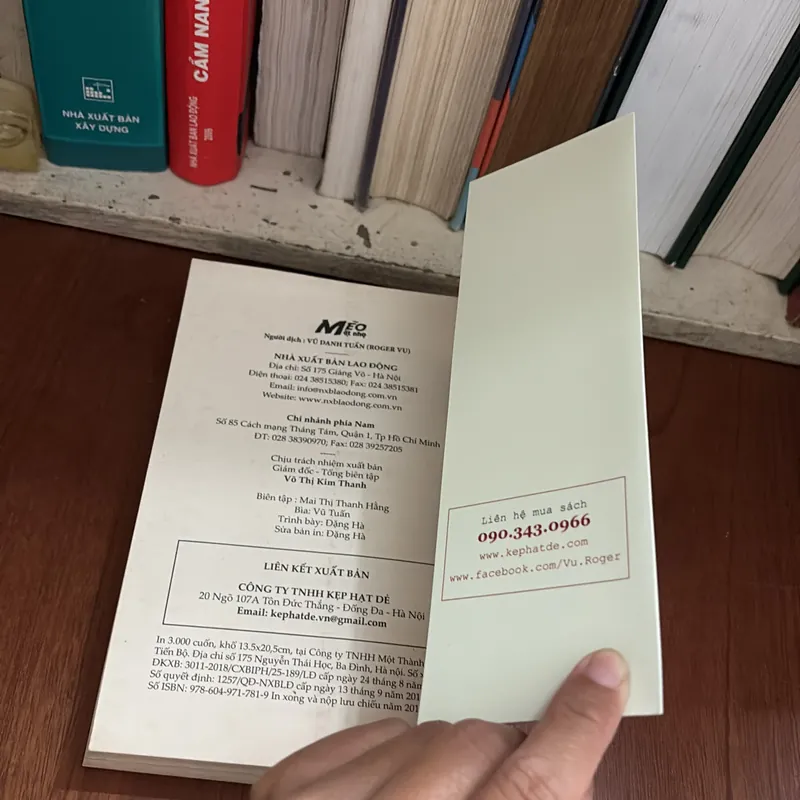 NHÀ XUẤT BẢN
XÂY DỰNG
CẨM NAN
NHÀ XUẤT BẢN LAO ĐỘNG
MÈO
Người dịch : VŨ DANH TUẤN (ROGER VU)
NHÀ XUẤT BẢN LAO ĐỘNG
Địa chỉ: Số 175 Giảng Võ - Hà Nội
Điện thoại: 024 38515380; Fax: 024 38515381
Email: info@nxblaodong.com.vn
Website: www.nxblaodong.com.vn
Chi nhánh phía Nam
Số 85 Cách mạng Tháng Tám, Quận 1, Tp Hồ Chí Minh
ĐT: 028 38390970; Fax: 028 39257205
Chịu trách nhiệm xuất bản
Giám đốc - Tổng biên tập
Võ Thị Kim Thanh
Biên tập : Mai Thị Thanh Hằng
Bìa: Vũ Tuấn
Trình bày: Đặng Hà
Sửa bản in: Đặng Hà
LIÊN KẾT XUẤT BẢN
CÔNG TY TNHH KẸP HẠT DẺ
20 Ngõ 107A Tôn Đức Thắng - Đống Đa - Hà Nội
Email: kephatde.vn@gmail.com
In 3.000 cuốn, khổ 13.5x20,5cm, tại Công ty TNHH Một Thành
Tiến Bộ. Địa chỉ số 175 Nguyễn Thái Học, Ba Đình, Hà Nội. Số
ĐKXB: 3011-2018/CXBIPH/25-189/LĐ cấp ngày 24 tháng 8 năm
Số quyết định: 1257/QĐ-NXBLĐ cấp ngày 13 tháng 9 năm 201
Số ISBN: 978-604-971-781-9 In xong và nộp lưu chiểu năm 201
Liên hệ mua sách
090.343.0966
www.kephatde.com
www.facebook.com/Vu.Roger